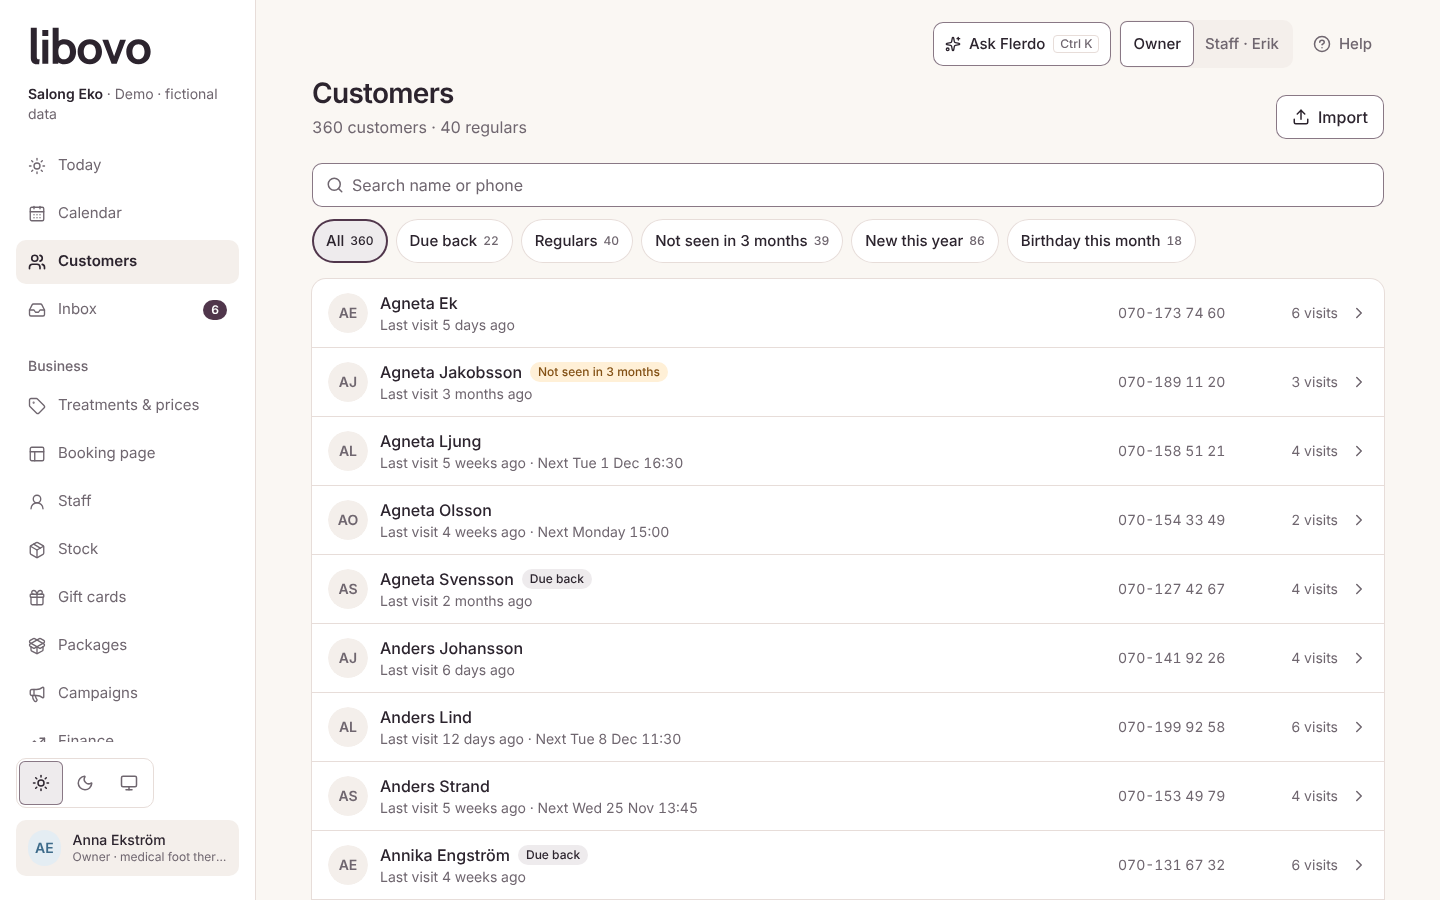 libovo
Salong Eko · Demo · fictional
data
Today
Calendar
Customers
Inbox 6
Business
Treatments & prices
Booking page
Staff
Stock
Gift cards
Packages
Campaigns
Finance
AE
Anna Ekström
Owner · medical foot ther...
Ask Flerdo Ctrl K
Owner
Staff · Erik
Help
Customers
360 customers · 40 regulars
Import
Search name or phone
All 360
Due back 22
Regulars 40
Not seen in 3 months 39
New this year 86
Birthday this month 18
AE
Agneta Ek
Last visit 5 days ago
070-173 74 60
6 visits
AJ
Agneta Jakobsson Not seen in 3 months
Last visit 3 months ago
070-189 11 20
3 visits
AL
Agneta Ljung
Last visit 5 weeks ago · Next Tue 1 Dec 16:30
070-158 51 21
4 visits
AO
Agneta Olsson
Last visit 4 weeks ago · Next Monday 15:00
070-154 33 49
2 visits
AS
Agneta Svensson Due back
Last visit 2 months ago
070-127 42 67
4 visits
AJ
Anders Johansson
Last visit 6 days ago
070-141 92 26
4 visits
AL
Anders Lind
Last visit 12 days ago · Next Tue 8 Dec 11:30
070-199 92 58
6 visits
AS
Anders Strand
Last visit 5 weeks ago · Next Wed 25 Nov 13:45
070-153 49 79
4 visits
AE
Annika Engström Due back
Last visit 4 weeks ago
070-131 67 32
6 visits